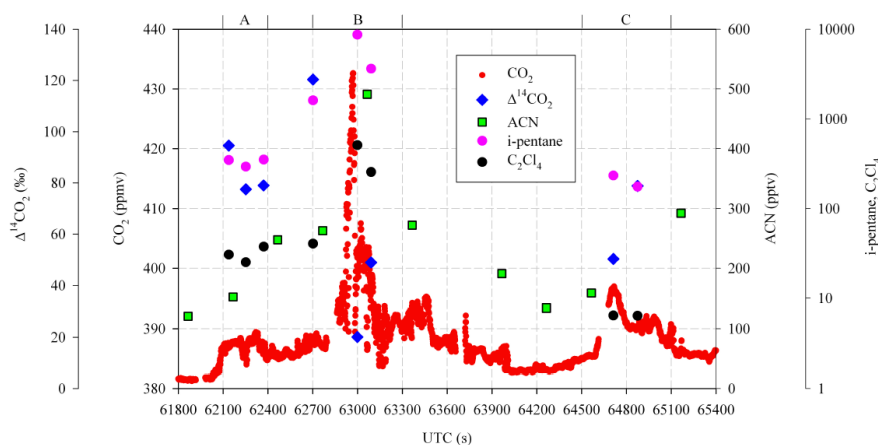 A B C
140 440 600 10000
120 430 500 1000
100 420 400
80 410 300 100
60 400 200 10
40 390 100
20 380 0 1
0
Δ¹⁴CO₂ (‰)
CO₂ (ppmv)
ACN (pptv)
i-pentane, C₂Cl₄
CO₂
Δ¹⁴CO₂
ACN
i-pentane
C₂Cl₄
61800 62100 62400 62700 63000 63300 63600 63900 64200 64500 64800 65100 65400
UTC (s)